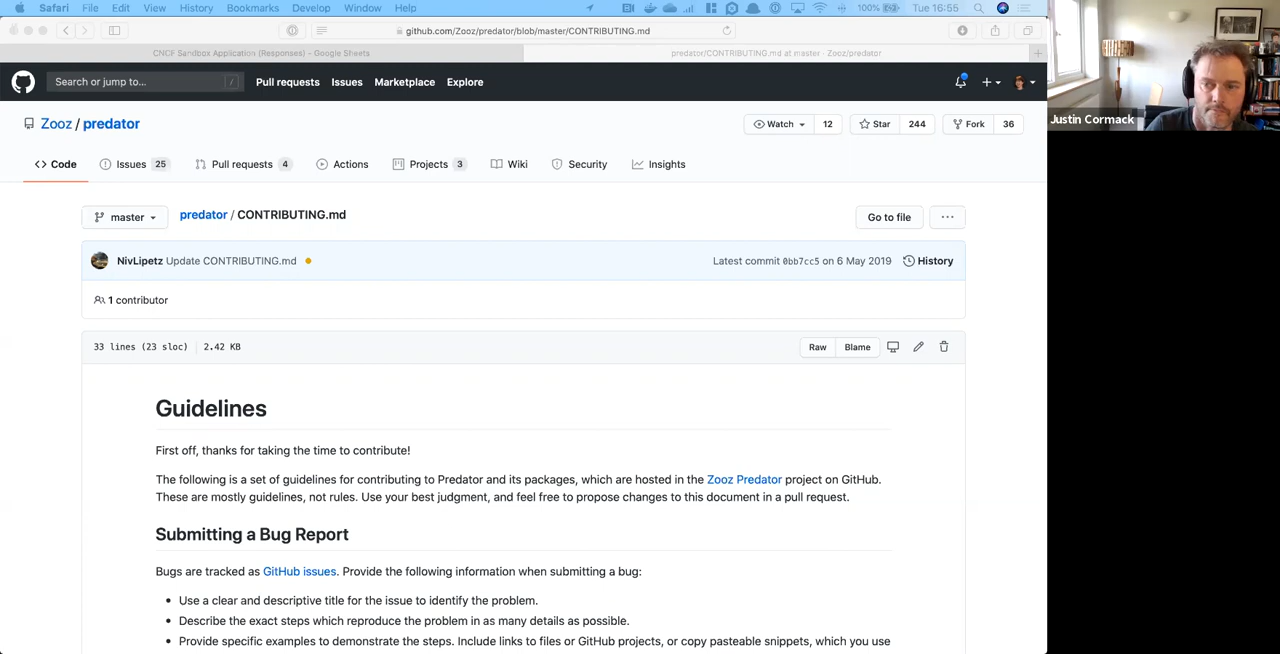 Safari File Edit View History Bookmarks Develop Window Help 100% Tue 16:55
github.com/Zooz/predator/blob/master/CONTRIBUTING.md
CNCF Sandbox Application (Responses) - Google Sheets
predator/CONTRIBUTING.md at master · Zooz/predator
Search or jump to... / Pull requests Issues Marketplace Explore
Justin Cormack
Zooz / predator
Watch 12 Star 244 Fork 36
Code Issues 25 Pull requests 4 Actions Projects 3 Wiki Security Insights
master predator / CONTRIBUTING.md Go to file ...
NivLipetz Update CONTRIBUTING.md Latest commit 0bb7cc5 on 6 May 2019 History
1 contributor
33 lines (23 sloc) 2.42 KB Raw Blame
Guidelines
First off, thanks for taking the time to contribute!
The following is a set of guidelines for contributing to Predator and its packages, which are hosted in the Zooz Predator project on GitHub.
These are mostly guidelines, not rules. Use your best judgment, and feel free to propose changes to this document in a pull request.
Submitting a Bug Report
Bugs are tracked as GitHub issues. Provide the following information when submitting a bug:
• Use a clear and descriptive title for the issue to identify the problem.
• Describe the exact steps which reproduce the problem in as many details as possible.
• Provide specific examples to demonstrate the steps. Include links to files or GitHub projects, or copy pasteable snippets, which you use